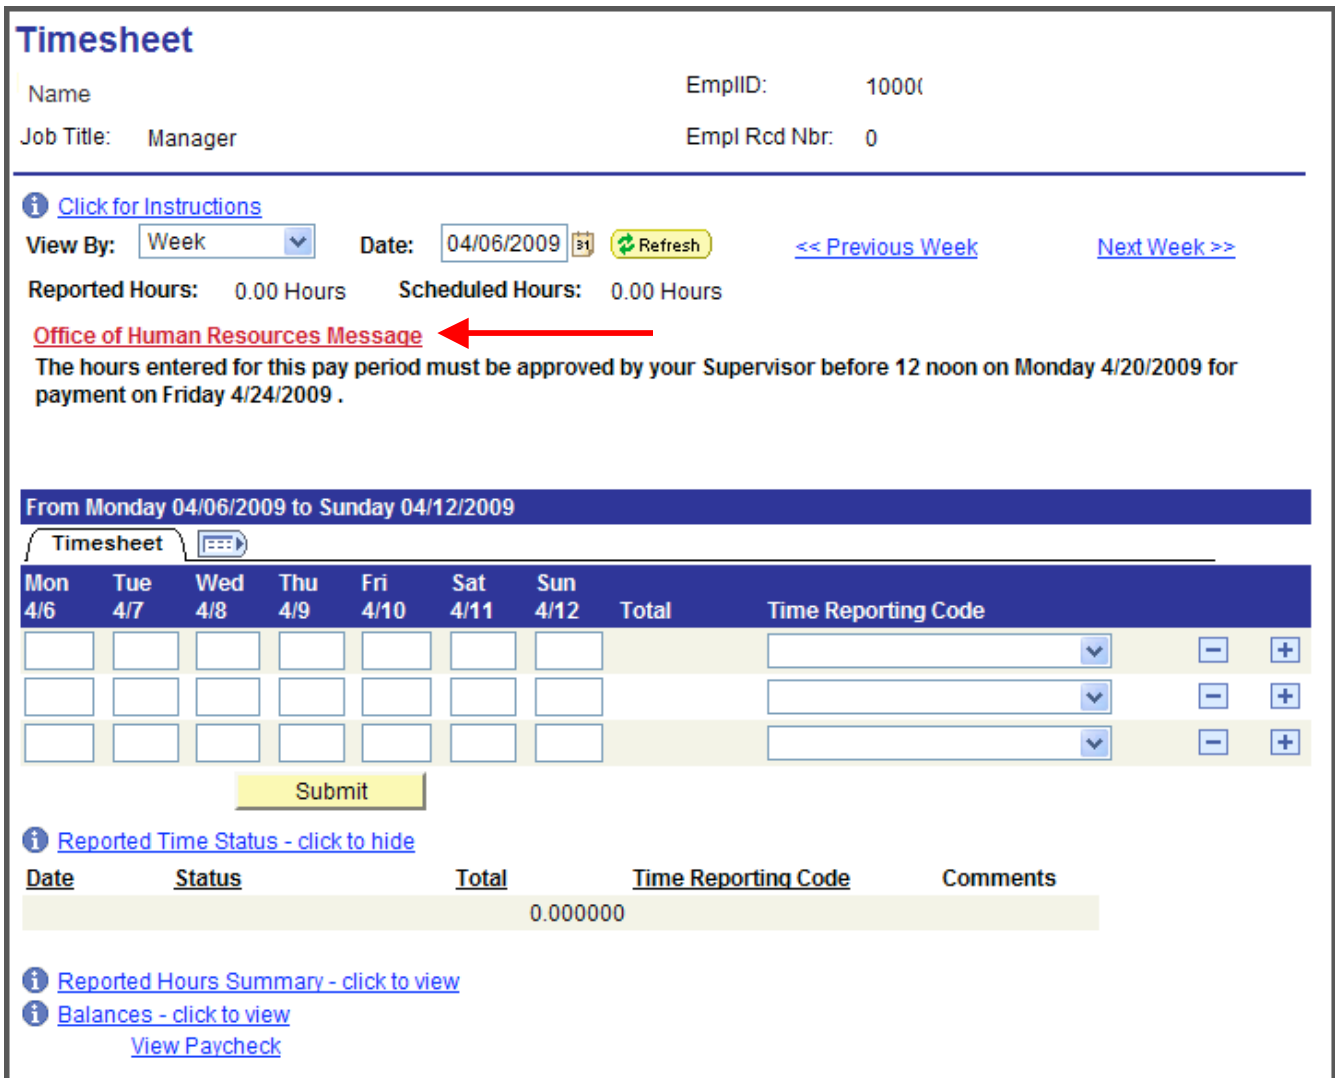 Timesheet
Name
EmplID: 10000
Job Title: Manager
Empl Rcd Nbr: 0
Click for Instructions
View By: Week Date: 04/06/2009 31 Refresh << Previous Week Next Week >>
Reported Hours: 0.00 Hours Scheduled Hours: 0.00 Hours
Office of Human Resources Message
The hours entered for this pay period must be approved by your Supervisor before 12 noon on Monday 4/20/2009 for
payment on Friday 4/24/2009 .
From Monday 04/06/2009 to Sunday 04/12/2009
Timesheet
Mon Tue Wed Thu Fri Sat Sun
4/6 4/7 4/8 4/9 4/10 4/11 4/12 Total Time Reporting Code
Submit
Reported Time Status - click to hide
Date Status Total Time Reporting Code Comments
0.000000
Reported Hours Summary - click to view
Balances - click to view
View Paycheck